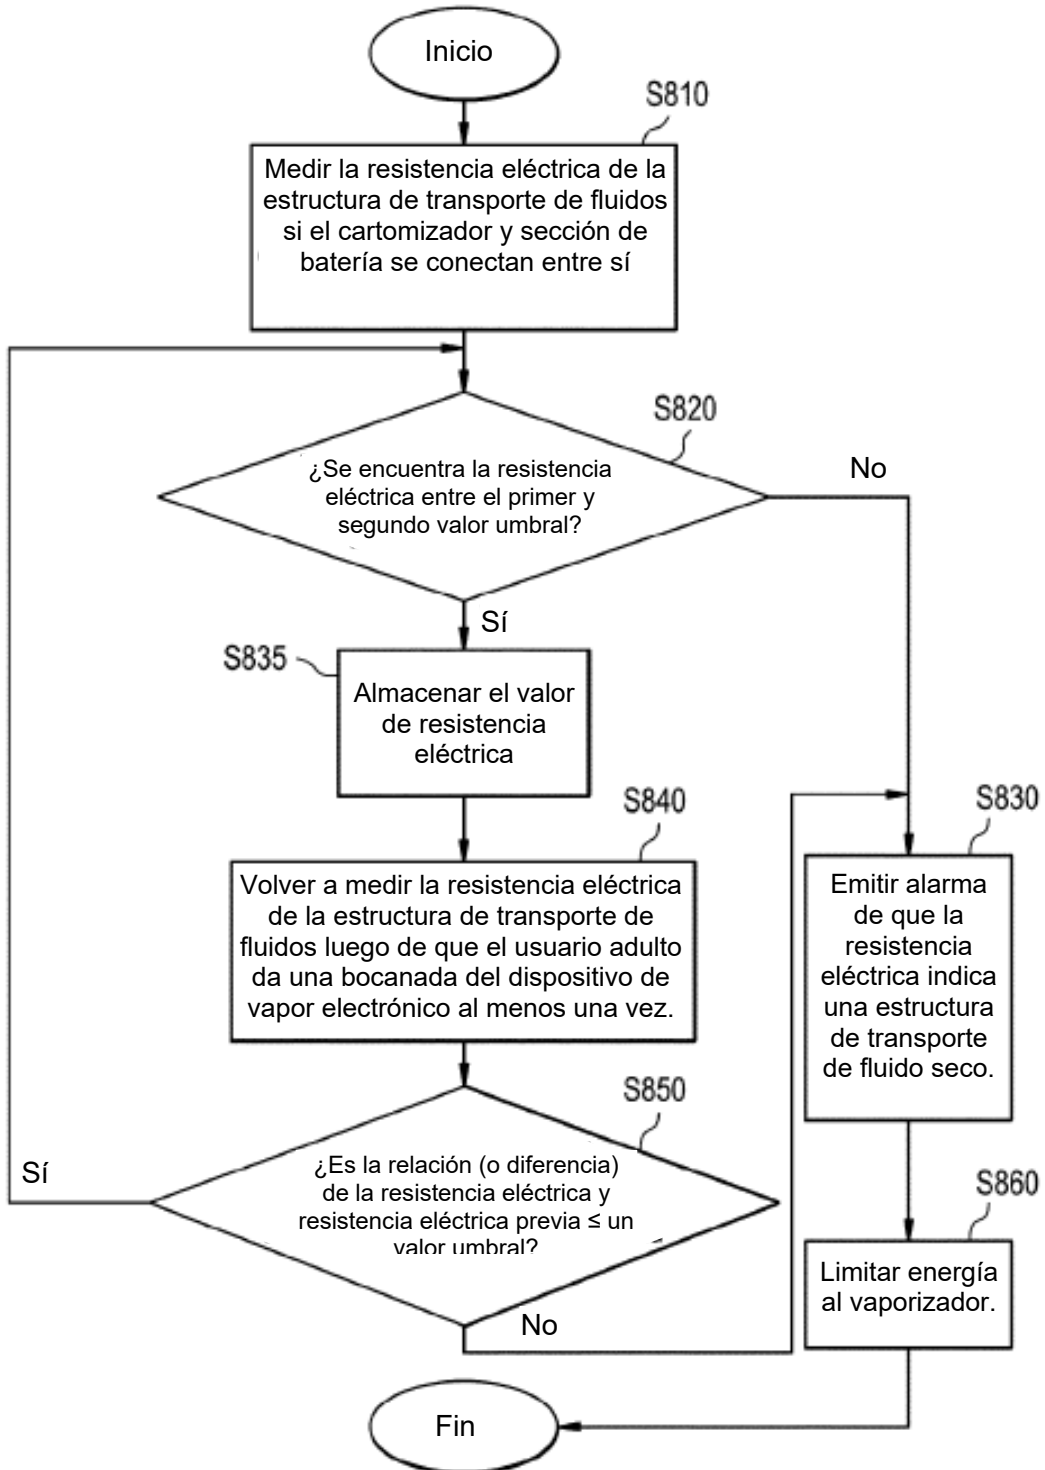 Inicio
S810
Medir la resistencia eléctrica de la
estructura de transporte de fluidos
si el cartomizador y sección de
batería se conectan entre sí
S820
¿Se encuentra la resistencia
eléctrica entre el primer y
segundo valor umbral?
No
Sí
S835
Almacenar el valor
de resistencia
eléctrica
S840
Volver a medir la resistencia eléctrica
de la estructura de transporte de
fluidos luego de que el usuario adulto
da una bocanada del dispositivo de
vapor electrónico al menos una vez.
S830
Emitir alarma
de que la
resistencia
eléctrica indica
una estructura
de transporte
de fluido seco.
S850
¿Es la relación (o diferencia)
de la resistencia eléctrica y
resistencia eléctrica previa ≤ un
valor umbral?
Sí
No
S860
Limitar energía
al vaporizador.
Fin